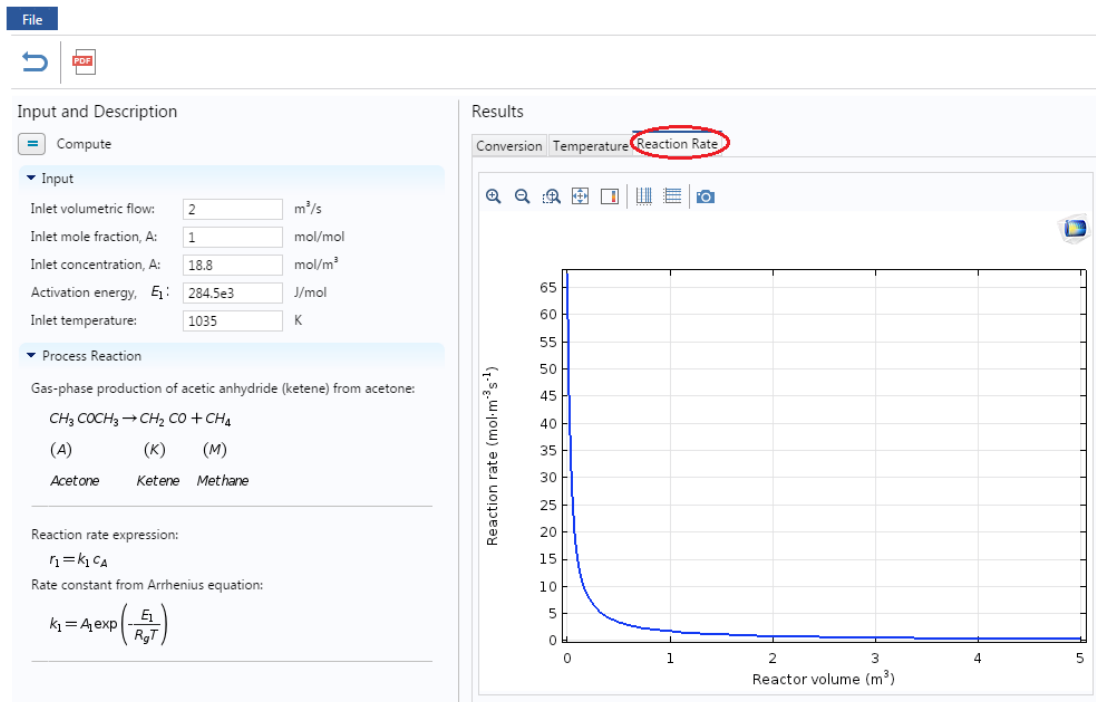 File
PDF
Input and Description
= Compute
Input
Inlet volumetric flow: 2 m³/s
Inlet mole fraction, A: 1 mol/mol
Inlet concentration, A: 18.8 mol/m³
Activation energy, E₁: 284.5e3 J/mol
Inlet temperature: 1035 K
Process Reaction
Gas-phase production of acetic anhydride (ketene) from acetone:
CH₃ COCH₃ → CH₂ CO + CH₄
(A) (K) (M)
Acetone Ketene Methane
Reaction rate expression:
r₁ = k₁ c_A
Rate constant from Arrhenius equation:
k₁ = A₁ exp(-E₁/(R_g T))
Results
Conversion Temperature Reaction Rate
65
60
55
50
45
40
35
30
25
20
15
10
5
0
Reaction rate (mol·m⁻³s⁻¹)
0 1 2 3 4 5
Reactor volume (m³)